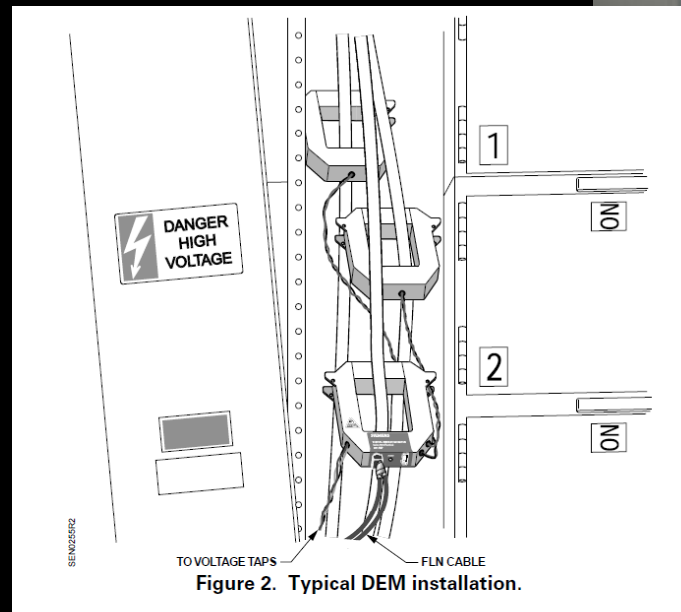 1
DANGER
HIGH
VOLTAGE
ON
2
ON
SEN0255R2
TO VOLTAGE TAPS
FLN CABLE
Figure 2. Typical DEM installation.